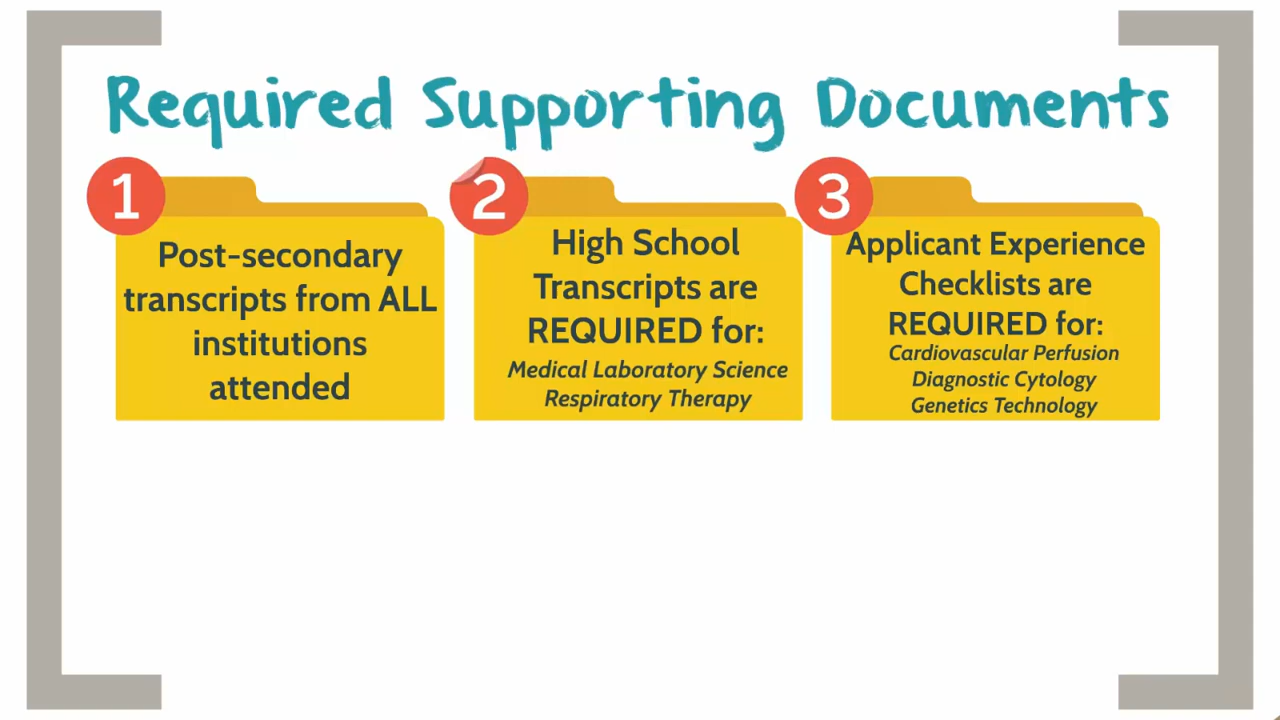 Required Supporting Documents
1
Post-secondary
transcripts from ALL
institutions
attended
2
High School
Transcripts are
REQUIRED for:
Medical Laboratory Science
Respiratory Therapy
3
Applicant Experience
Checklists are
REQUIRED for:
Cardiovascular Perfusion
Diagnostic Cytology
Genetics Technology